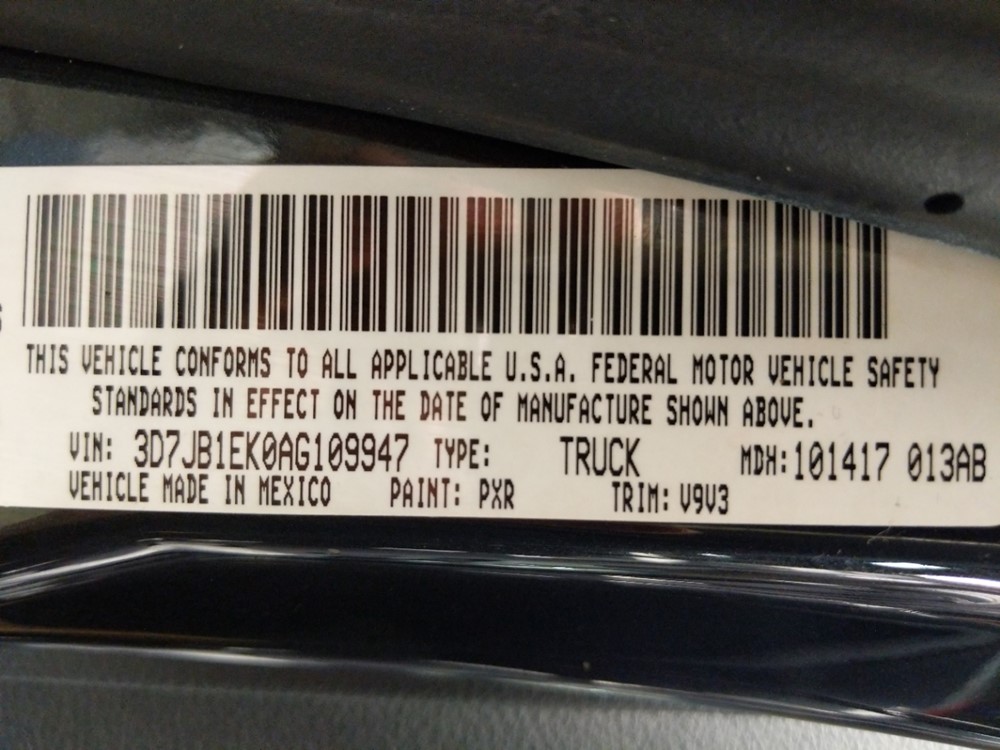 THIS VEHICLE CONFORMS TO ALL APPLICABLE U.S.A. FEDERAL MOTOR VEHICLE SAFETY
STANDARDS IN EFFECT ON THE DATE OF MANUFACTURE SHOWN ABOVE.
VIN: 3D7JB1EK0AG109947 TYPE: TRUCK MDH:101417 013AB
VEHICLE MADE IN MEXICO PAINT: PXR TRIM: V9V3